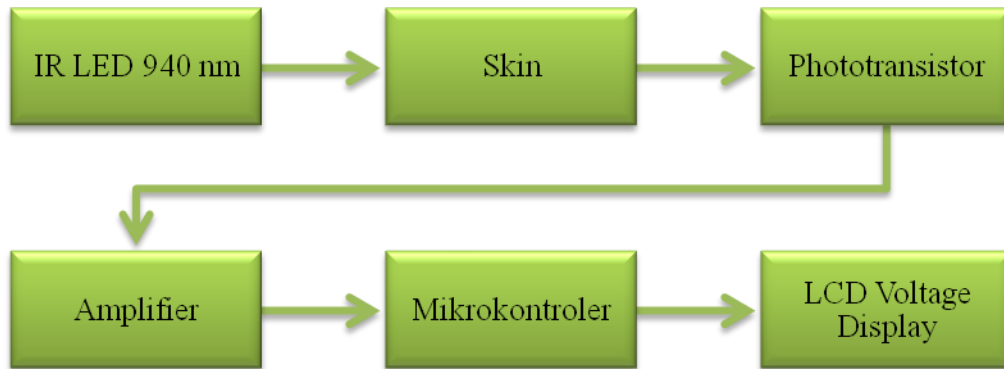 IR LED 940 nm
Skin
Phototransistor
Amplifier
Mikrokontroler
LCD Voltage
Display